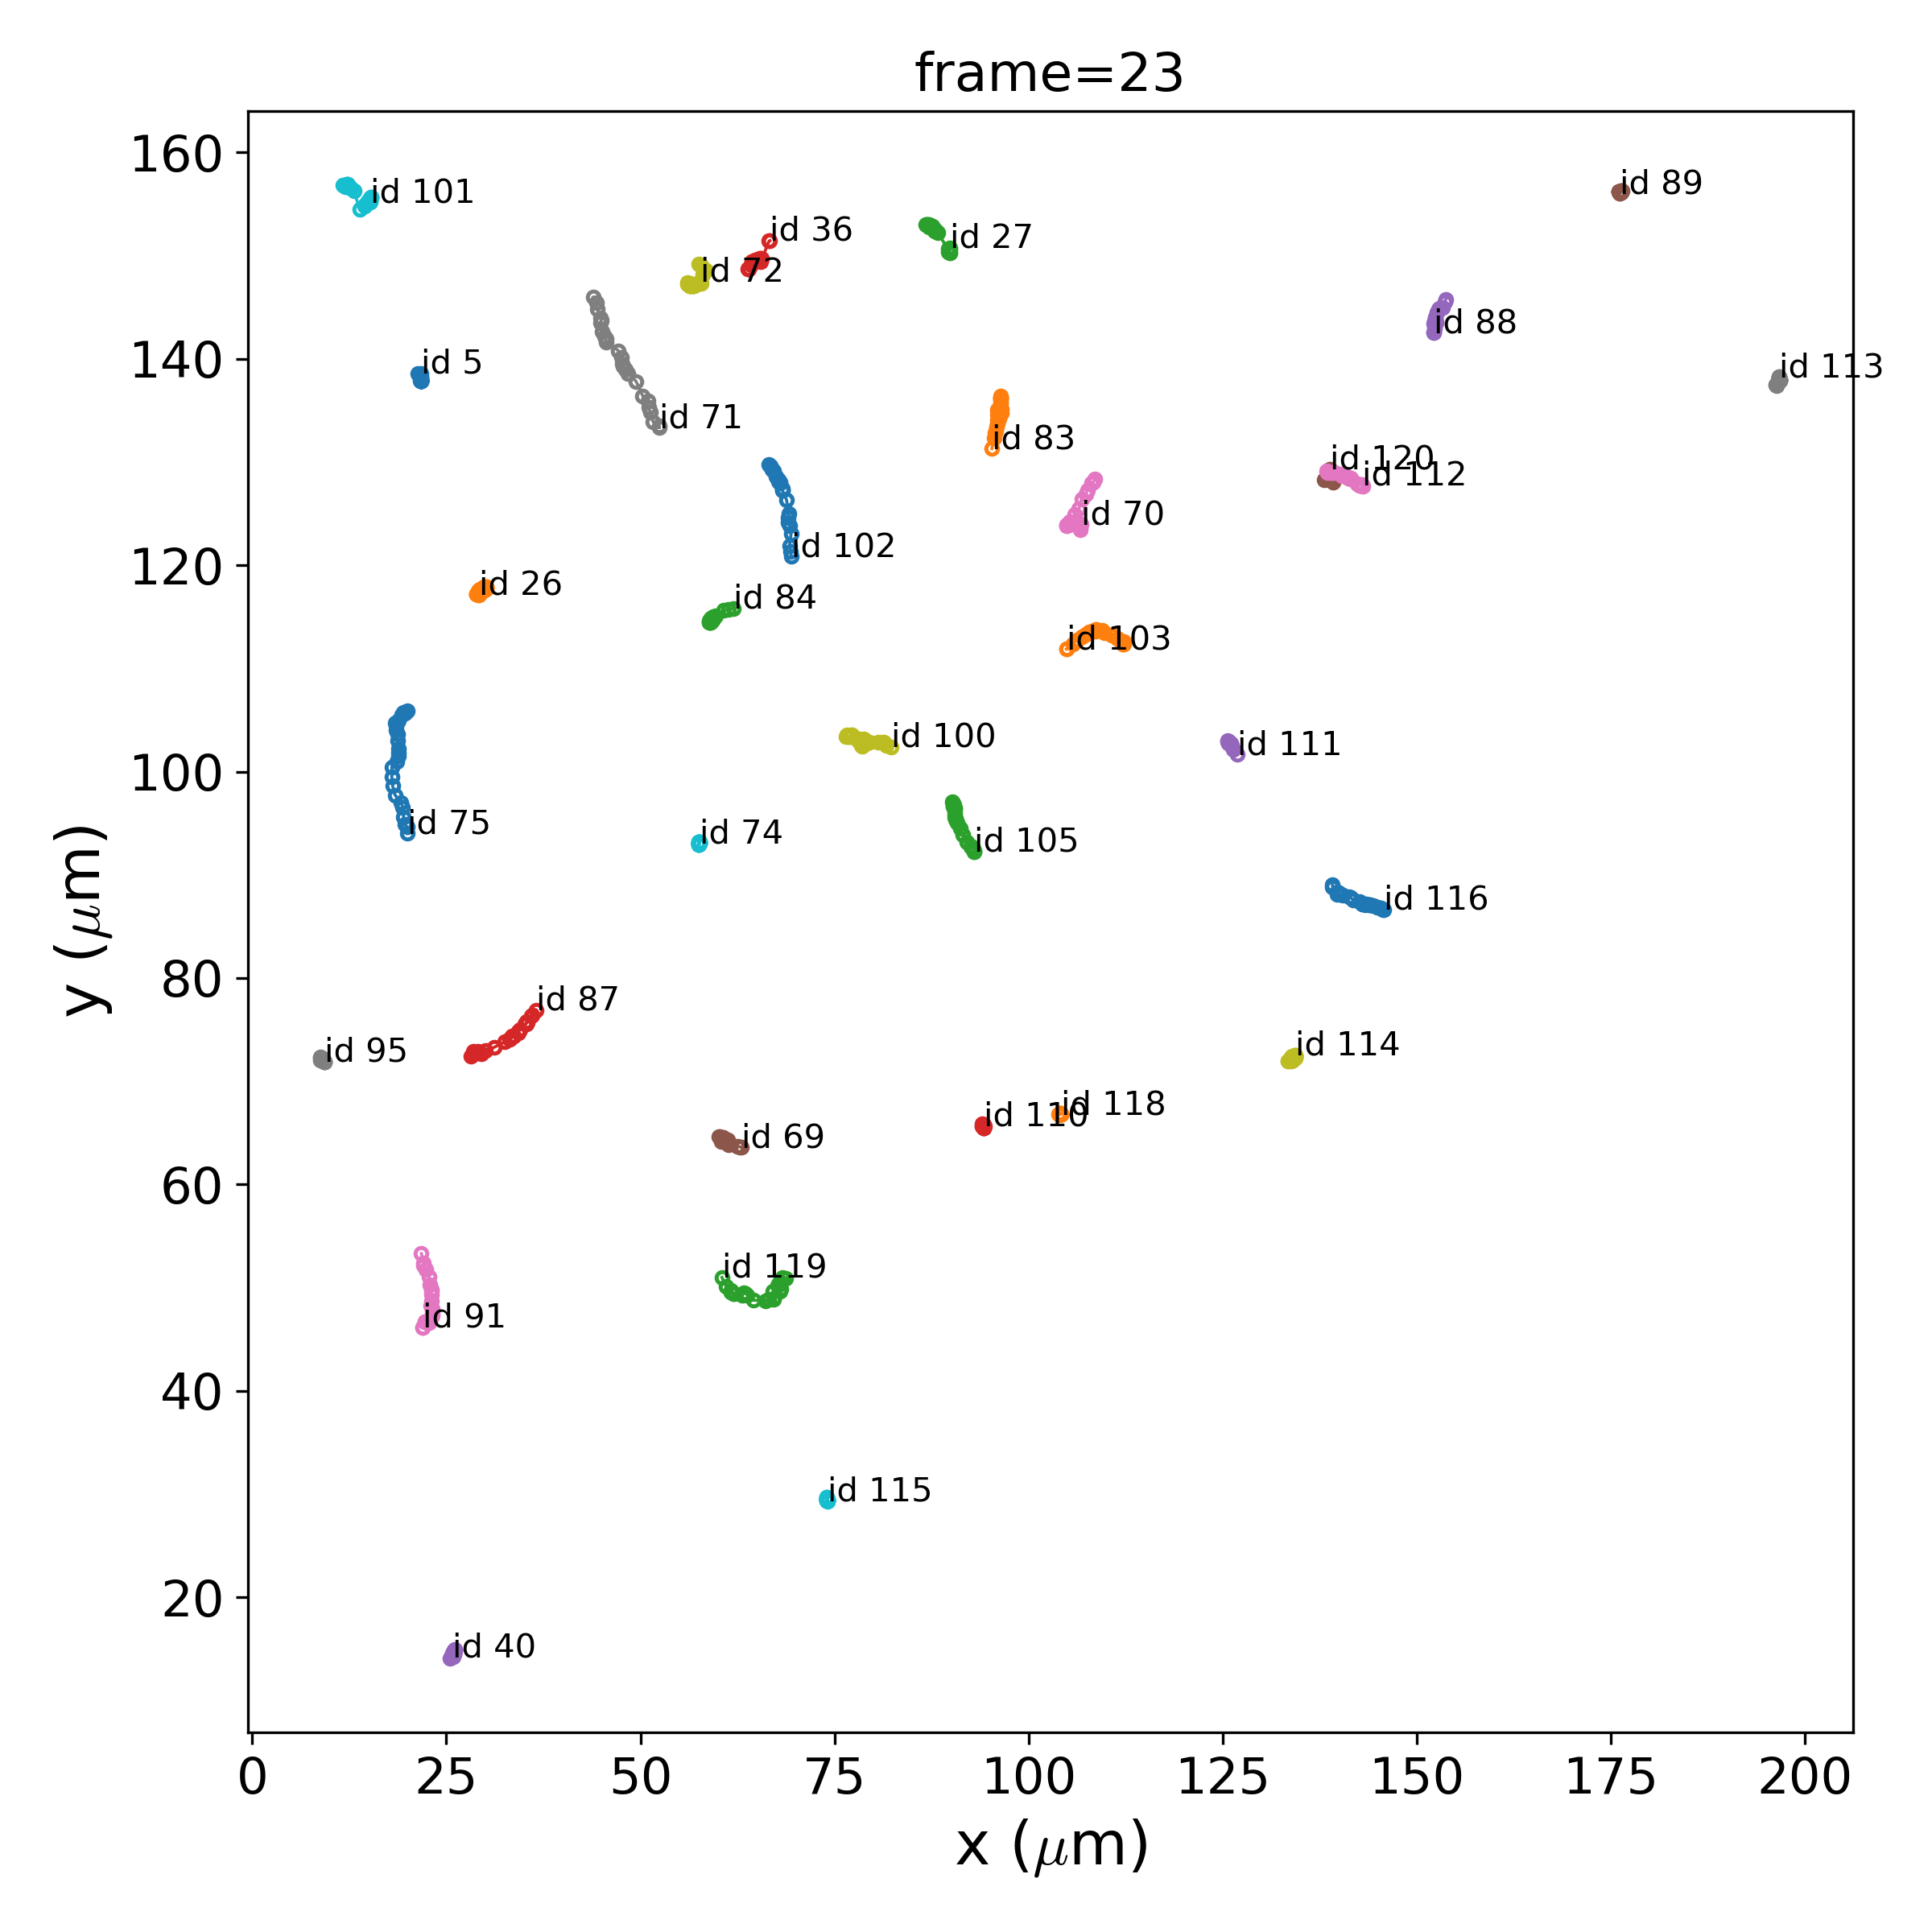 frame=23
160
140
120
100
80
60
40
20
y (μm)
id 101
id 36
id 72
id 27
id 89
id 88
id 5
id 113
id 71
id 83
id 120
id 112
id 70
id 102
id 26
id 84
id 103
id 100
id 111
id 75
id 74
id 105
id 116
id 87
id 95
id 114
id 118
id 110
id 69
id 119
id 91
id 115
id 40
0 25 50 75 100 125 150 175 200
x (μm)